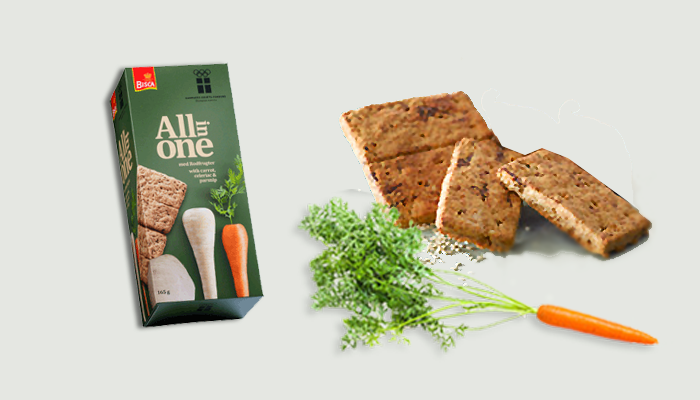 BISCA
All
in
one
med Rodfrugter
with carrot,
celeriac &
parsnip
165 g